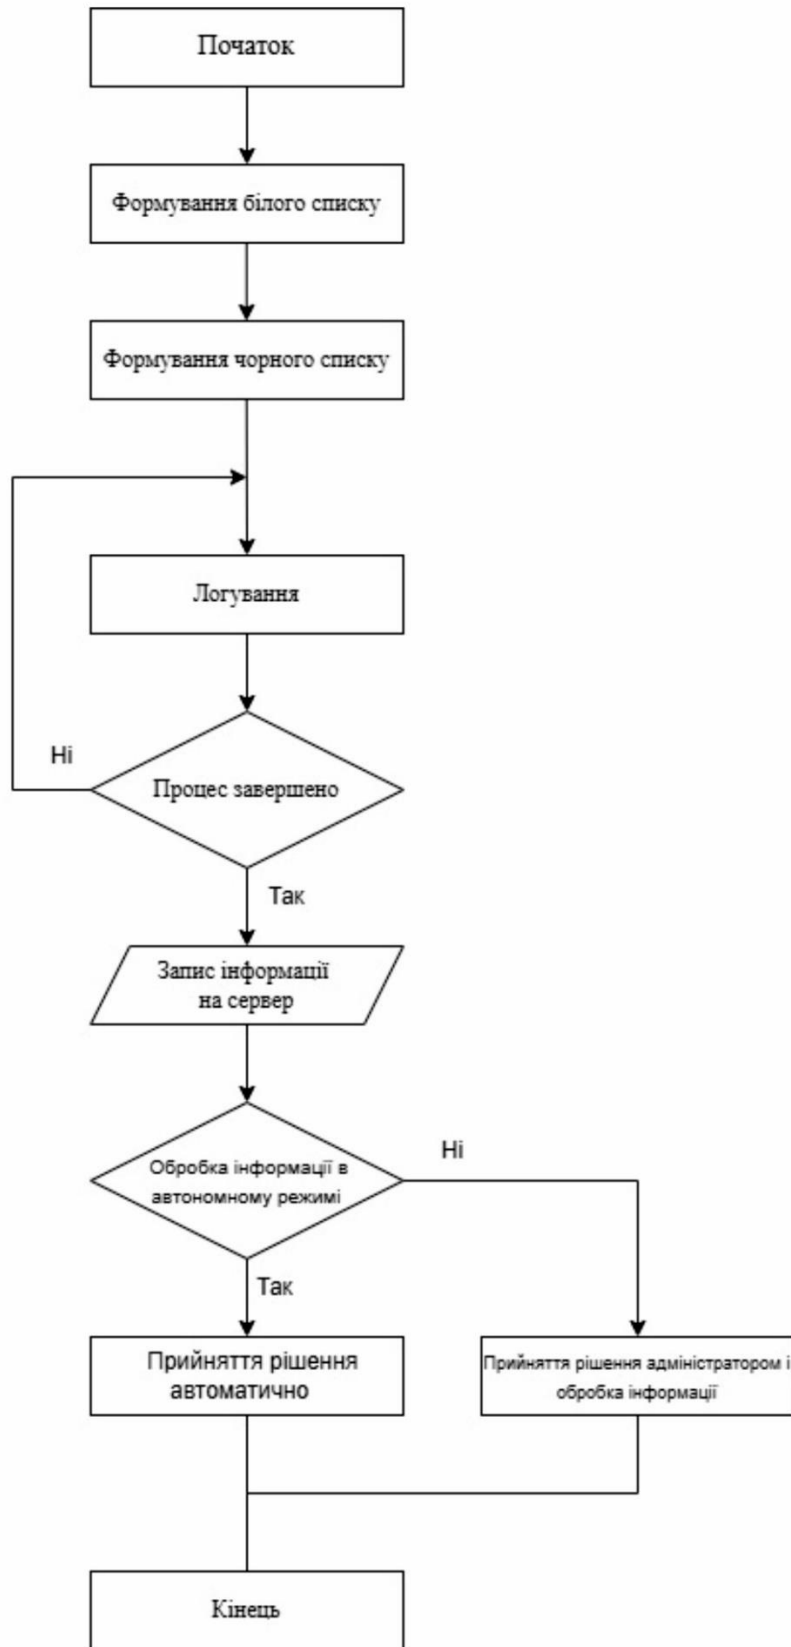 Початок
Формування білого списку
Формування чорного списку
Логування
Ні
Процес завершено
Так
Запис інформації
на сервер
Ні
Обробка інформації в
автономному режимі
Так
Прийняття рішення
автоматично
Прийняття рішення адміністратором і
обробка інформації
Кінець